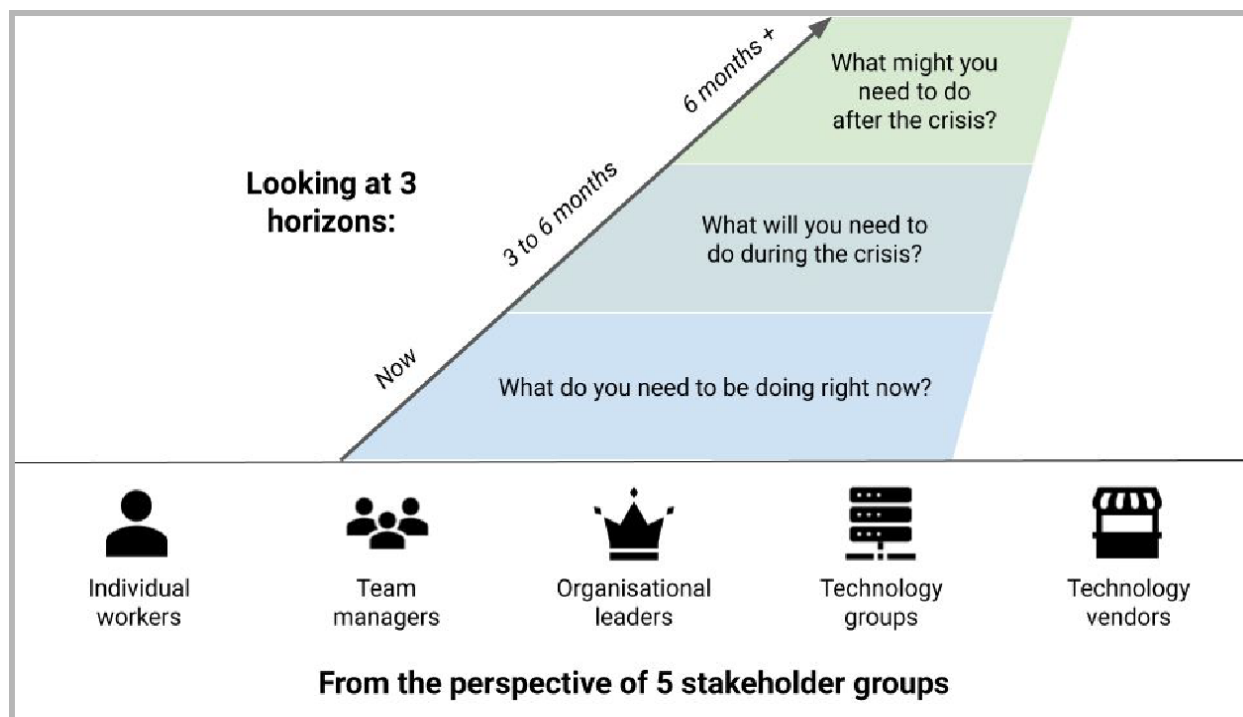 6 months +
What might you
need to do
after the crisis?
Looking at 3
horizons:
3 to 6 months
What will you need to
do during the crisis?
Now
What do you need to be doing right now?
Individual
workers
Team
managers
Organisational
leaders
Technology
groups
Technology
vendors
From the perspective of 5 stakeholder groups